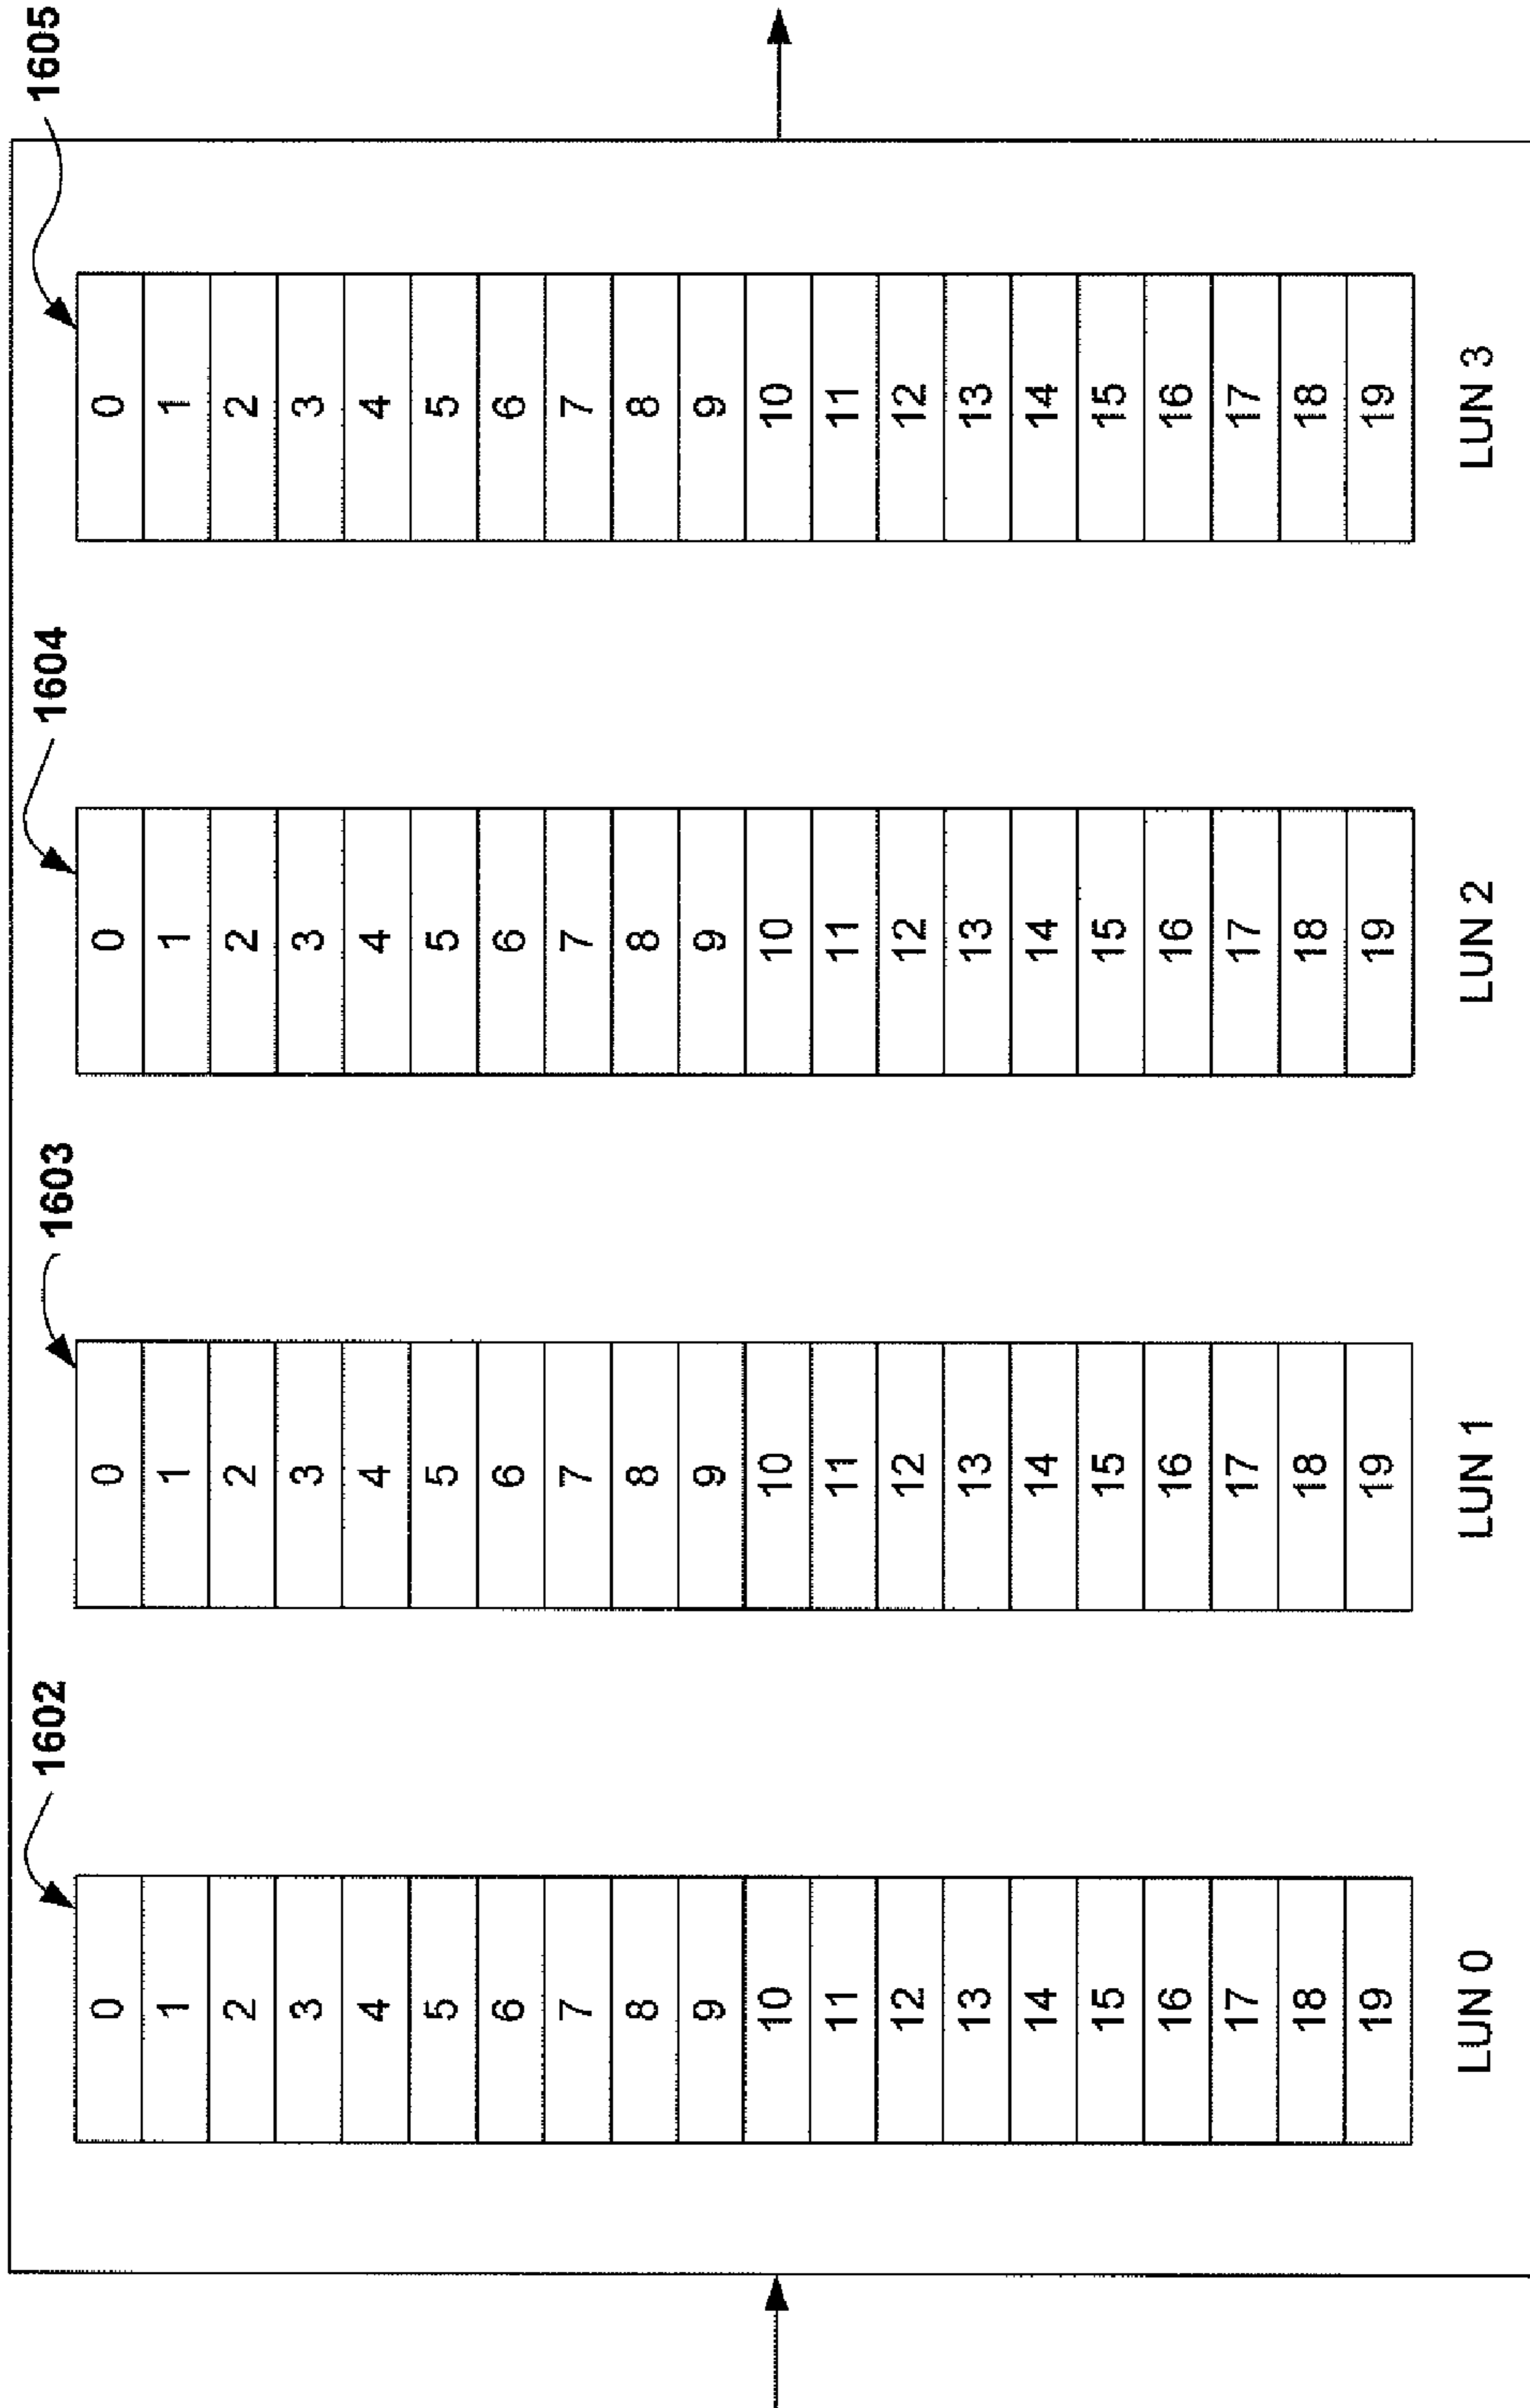 1602 1603 1604 1605
0 0 0 0
1 1 1 1
2 2 2 2
3 3 3 3
4 4 4 4
5 5 5 5
6 6 6 6
7 7 7 7
8 8 8 8
9 9 9 9
10 10 10 10
11 11 11 11
12 12 12 12
13 13 13 13
14 14 14 14
15 15 15 15
16 16 16 16
17 17 17 17
18 18 18 18
19 19 19 19
LUN 0 LUN 1 LUN 2 LUN 3